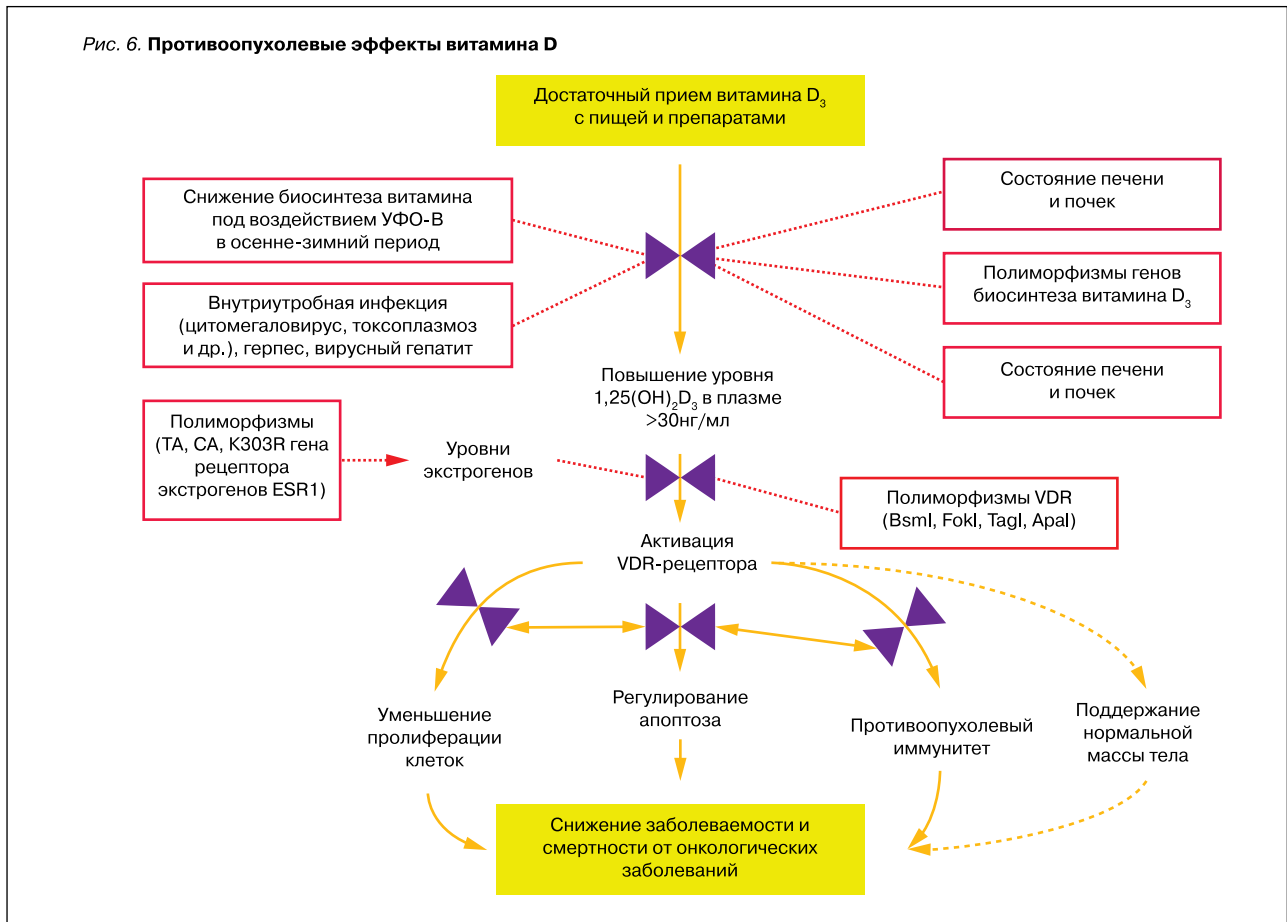 Рис. 6. Противоопухолевые эффекты витамина D
Достаточный прием витамина D₃
с пищей и препаратами
Снижение биосинтеза витамина
под воздействием УФО-В
в осенне-зимний период
Состояние печени
и почек
Полиморфизмы генов
биосинтеза витамина D₃
Внутриутробная инфекция
(цитомегаловирус, токсоплазмоз
и др.), герпес, вирусный гепатит
Состояние печени
и почек
Повышение уровня
1,25(OH)₂D₃ в плазме
>30нг/мл
Полиморфизмы
(TA, CA, K303R гена
рецептора
экстрогенов ESR1)
Уровни
экстрогенов
Полиморфизмы VDR
(BsmI, FokI, TagI, ApaI)
Активация
VDR-рецептора
Уменьшение
пролиферации
клеток
Регулирование
апоптоза
Противоопухолевый
иммунитет
Поддержание
нормальной
массы тела
Снижение заболеваемости и
смертности от онкологических
заболеваний